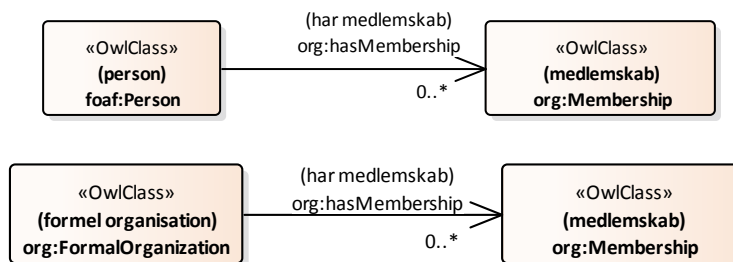 (har medlemskab)
org:hasMembership
«OwlClass»
(person)
foaf:Person
«OwlClass»
(medlemskab)
org:Membership
0..*
(har medlemskab)
org:hasMembership
«OwlClass»
(formel organisation)
org:FormalOrganization
«OwlClass»
(medlemskab)
org:Membership
0..*